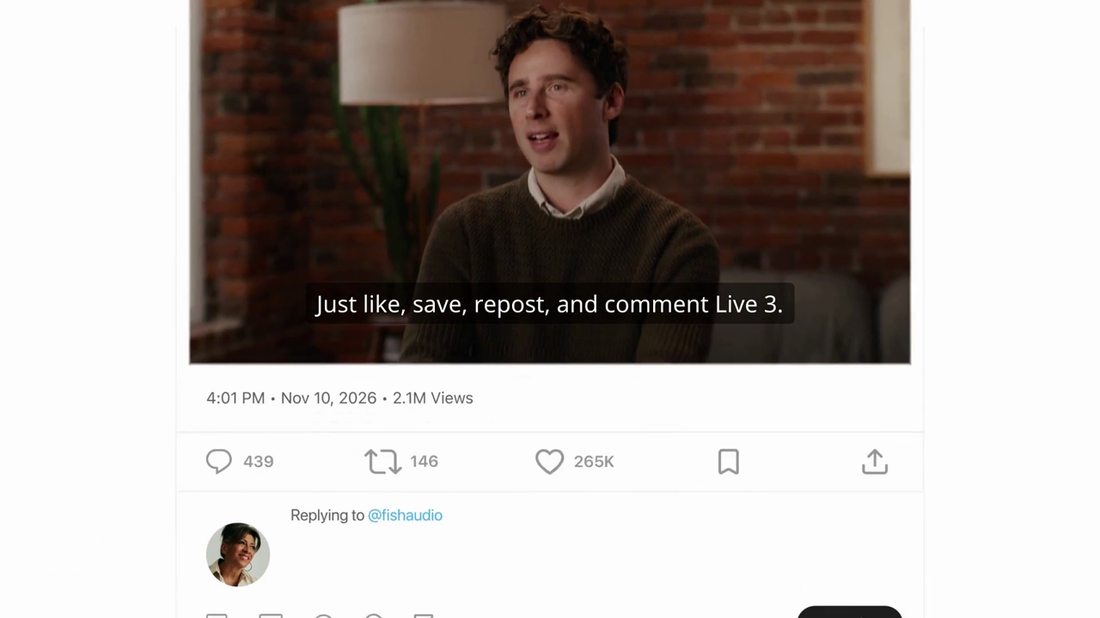 Just like, save, repost, and comment Live 3.
4:01 PM • Nov 10, 2026 • 2.1M Views
439 146 265K
Replying to @fishaudio